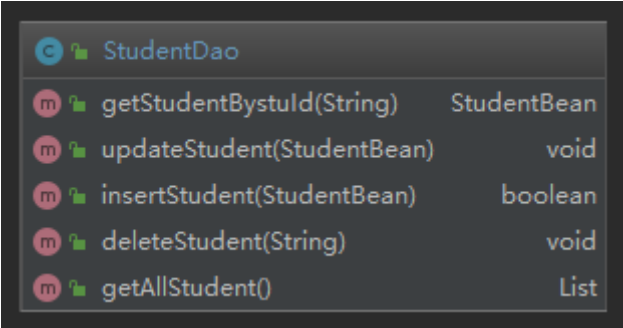 StudentDao
getStudentBystuId(String) StudentBean
updateStudent(StudentBean) void
insertStudent(StudentBean) boolean
deleteStudent(String) void
getAllStudent() List